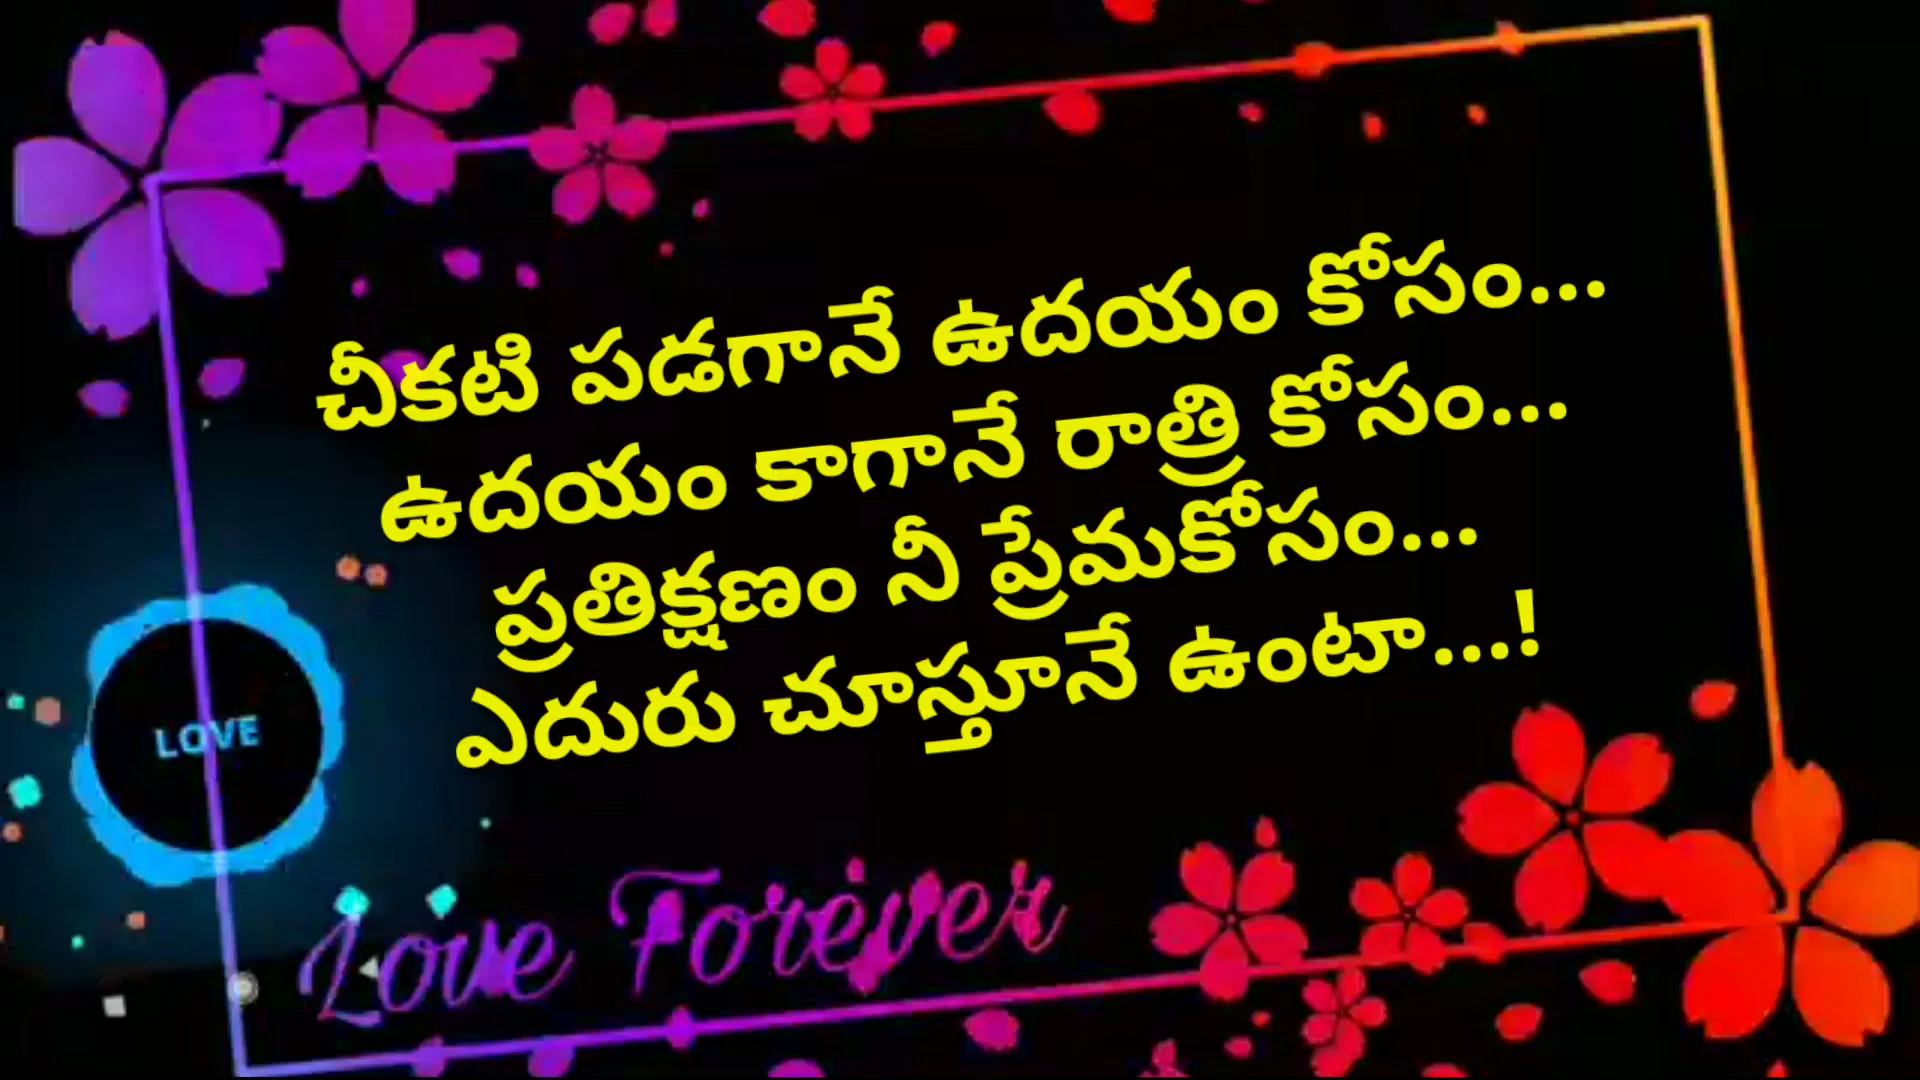 చీకటి పడగానే ఉదయం కోసం...
ఉదయం కాగానే రాత్రి కోసం...
ప్రతిక్షణం నీ ప్రేమకోసం...
ఎదురు చూస్తూనే ఉంటా...!
LOVE
Love Forever